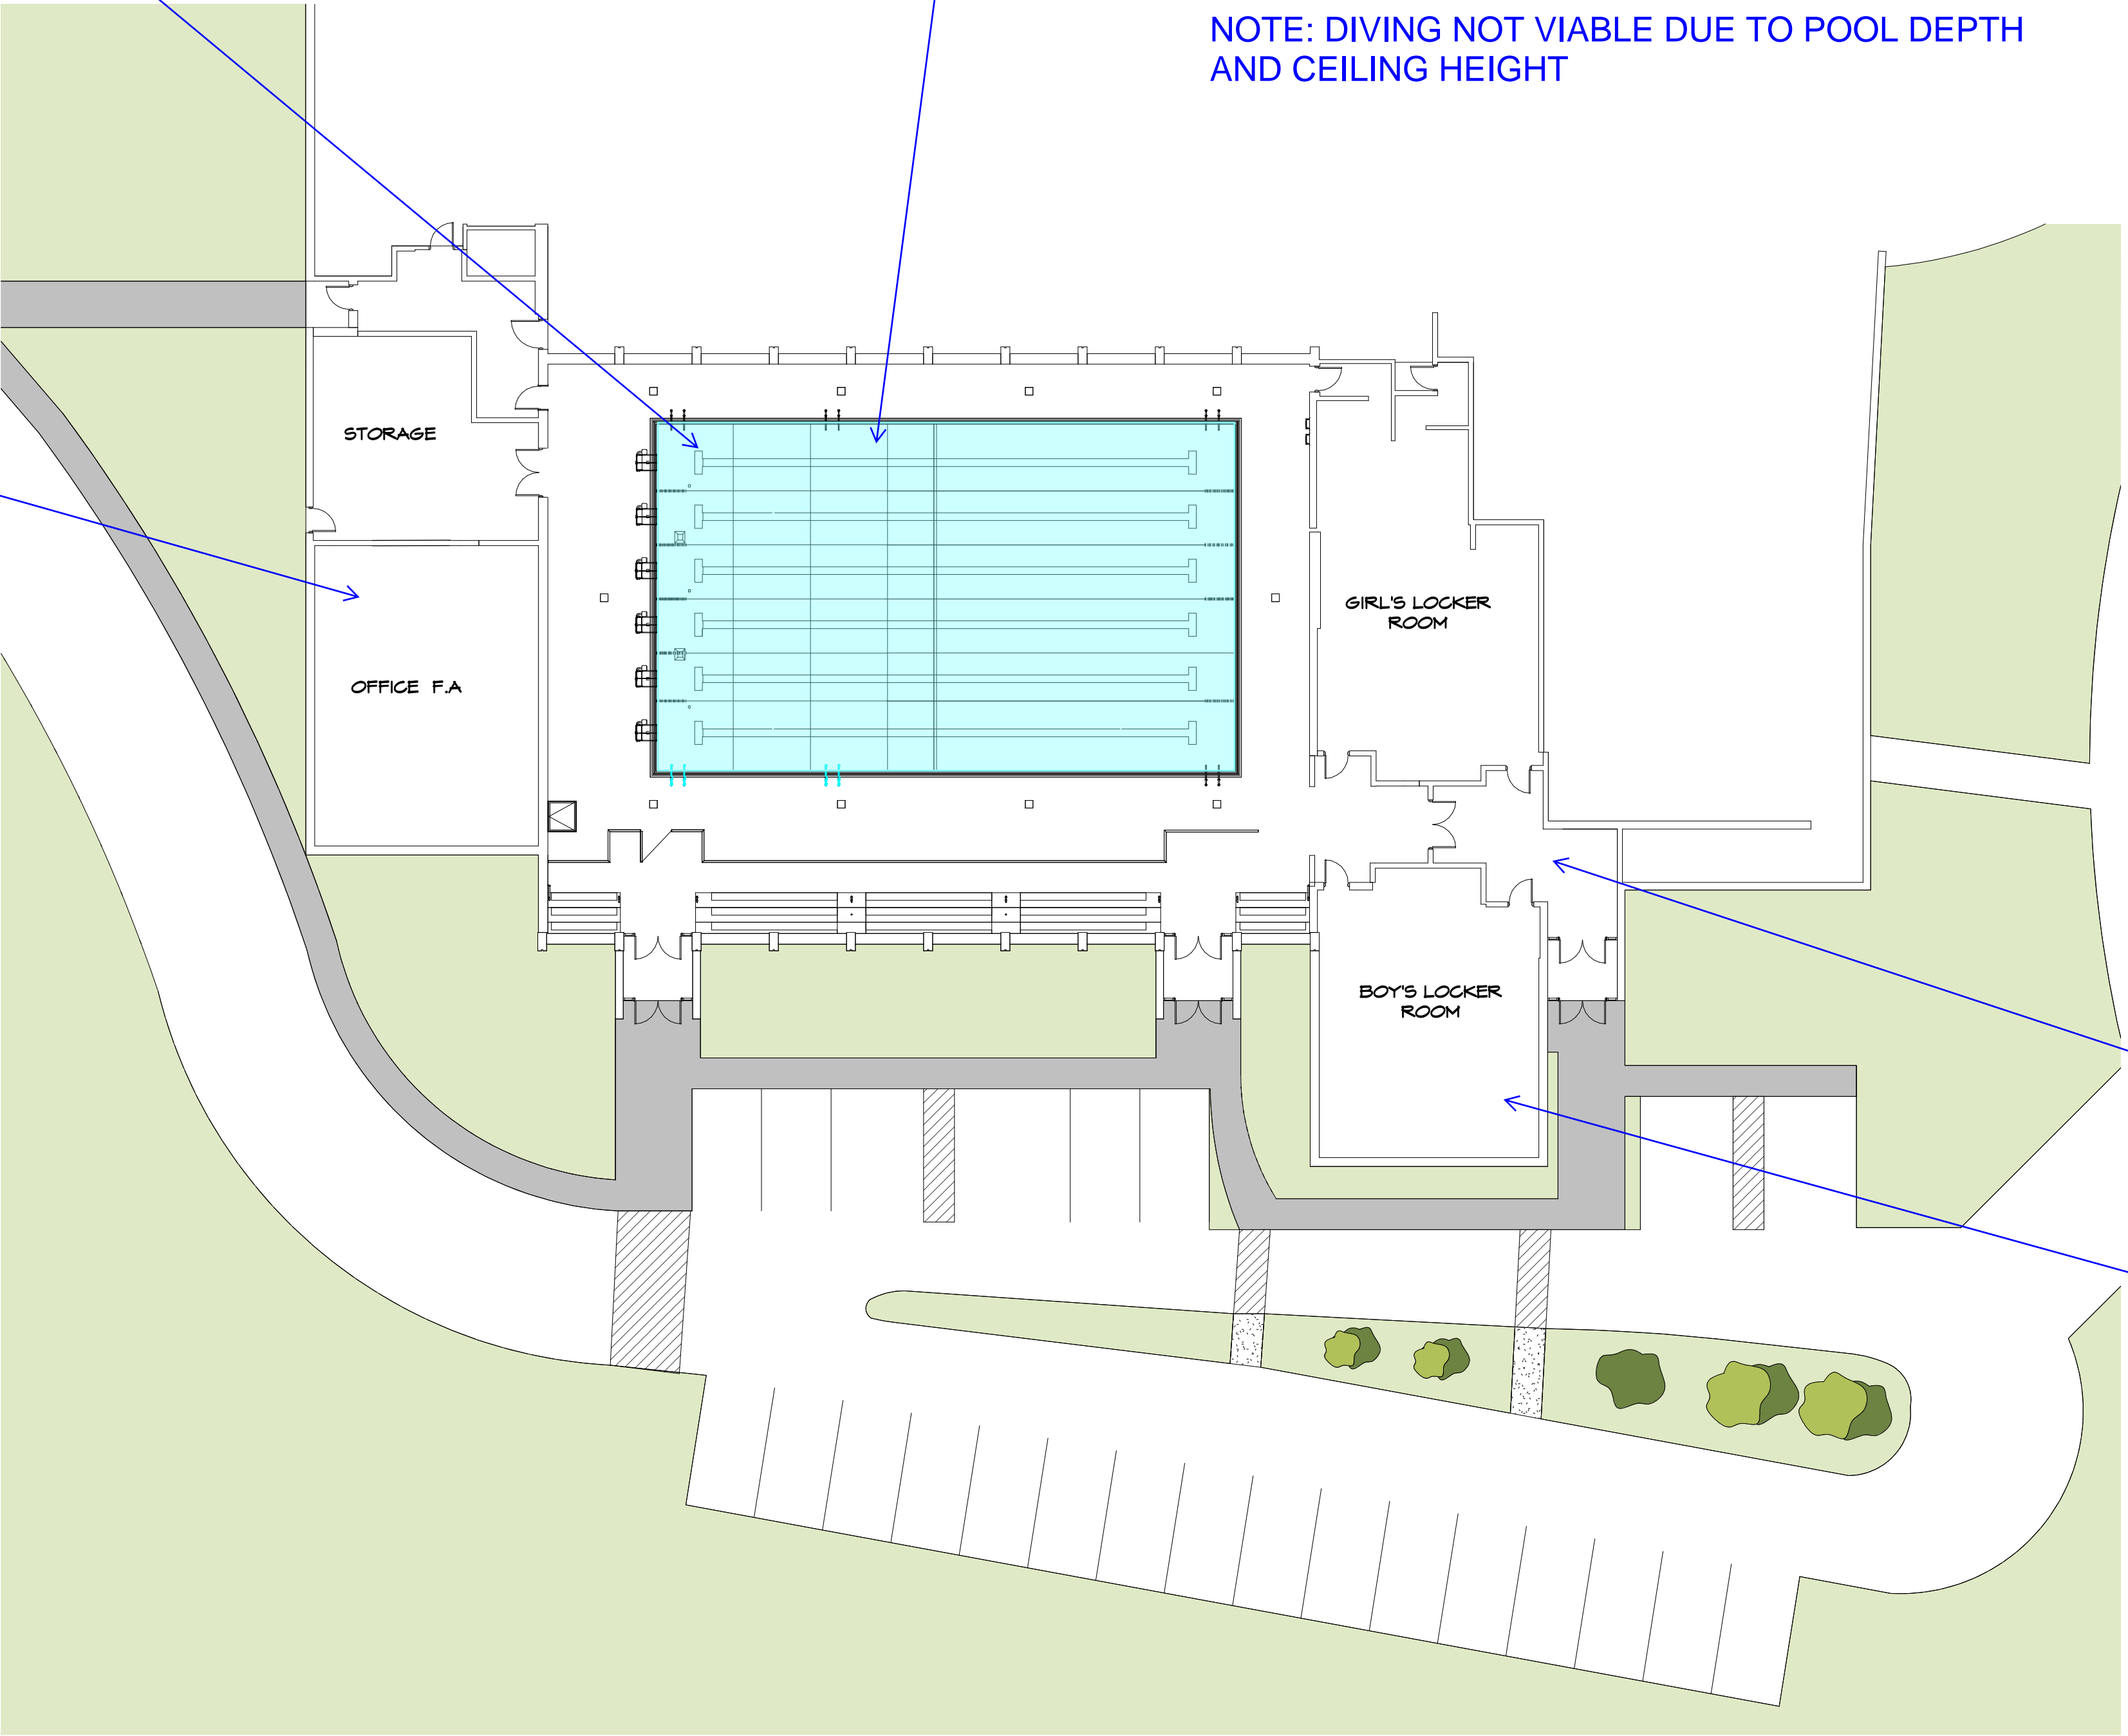 NOTE: DIVING NOT VIABLE DUE TO POOL DEPTH
AND CEILING HEIGHT
STORAGE
GIRL'S LOCKER
ROOM
OFFICE F.A
BOY'S LOCKER
ROOM